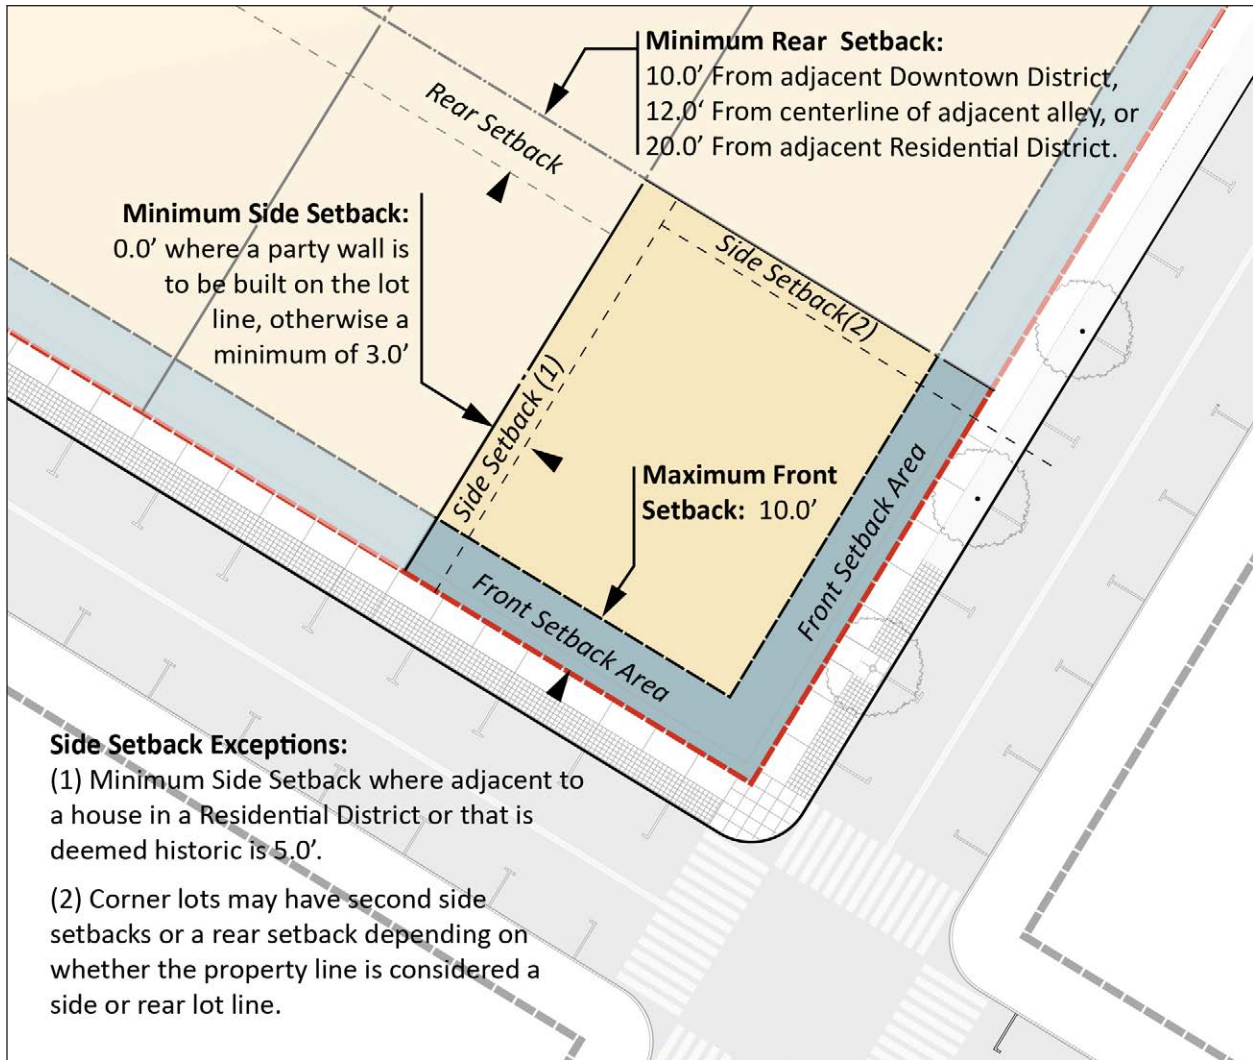 Minimum Rear  Setback:
10.0’ From adjacent Downtown District,
12.0‘ From centerline of adjacent alley, or
20.0’ From adjacent Residential District.
Rear Setback
Minimum Side Setback:
0.0’ where a party wall is
to be built on the lot
line, otherwise a
minimum of 3.0’
Side Setback(2)
Side Setback (1)
Maximum Front
Setback:  10.0’
Front Setback Area
Front Setback Area
Side Setback Exceptions:
(1) Minimum Side Setback where adjacent to
a house in a Residential District or that is
deemed historic is 5.0’.
(2) Corner lots may have second side
setbacks or a rear setback depending on
whether the property line is considered a
side or rear lot line.